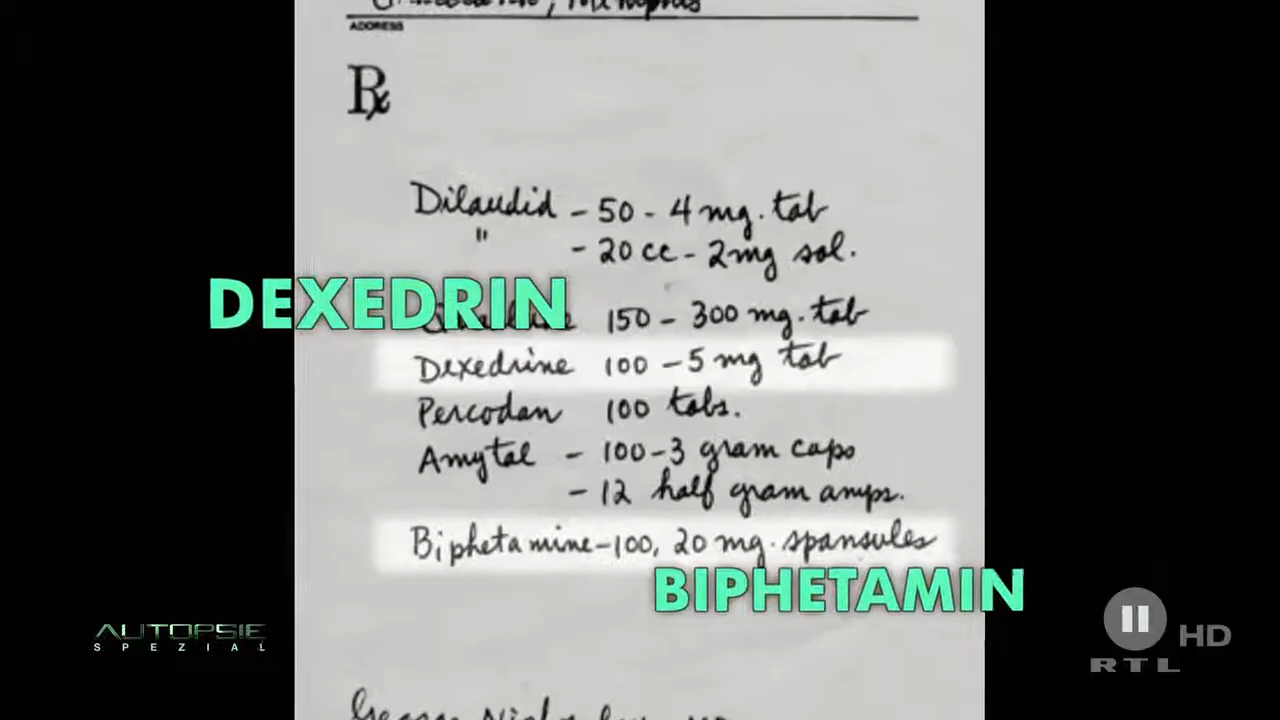 ADDRESS
Rx
Dilaudid - 50 - 4 mg. tab
" - 20 cc - 2mg sol.
DEXEDRIN
150 - 300 mg. tab
Dexedrine 100 - 5 mg tab
Percodan 100 tabs.
Amytal - 100 - 3 gram caps
- 12 half gram amps.
Biphetamine - 100, 20 mg. spansules
BIPHETAMIN
AUTOPSIE
SPEZIAL
HD
RTL